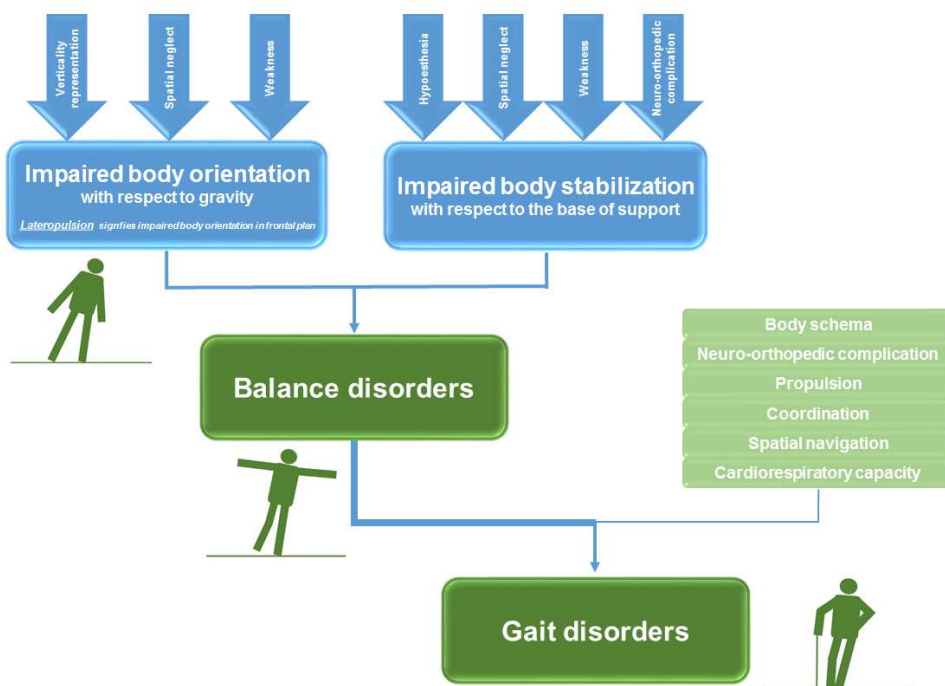 Verticality
representation
Spatial neglect
Weakness
Hypoesthesia
Spatial neglect
Weakness
Neuro-orthopedic
complication
Impaired body orientation
with respect to gravity
Lateropulsion signfies impaired body orientation in frontal plan
Impaired body stabilization
with respect to the base of support
Balance disorders
Body schema
Neuro-orthopedic complication
Propulsion
Coordination
Spatial navigation
Cardiorespiratory capacity
Gait disorders